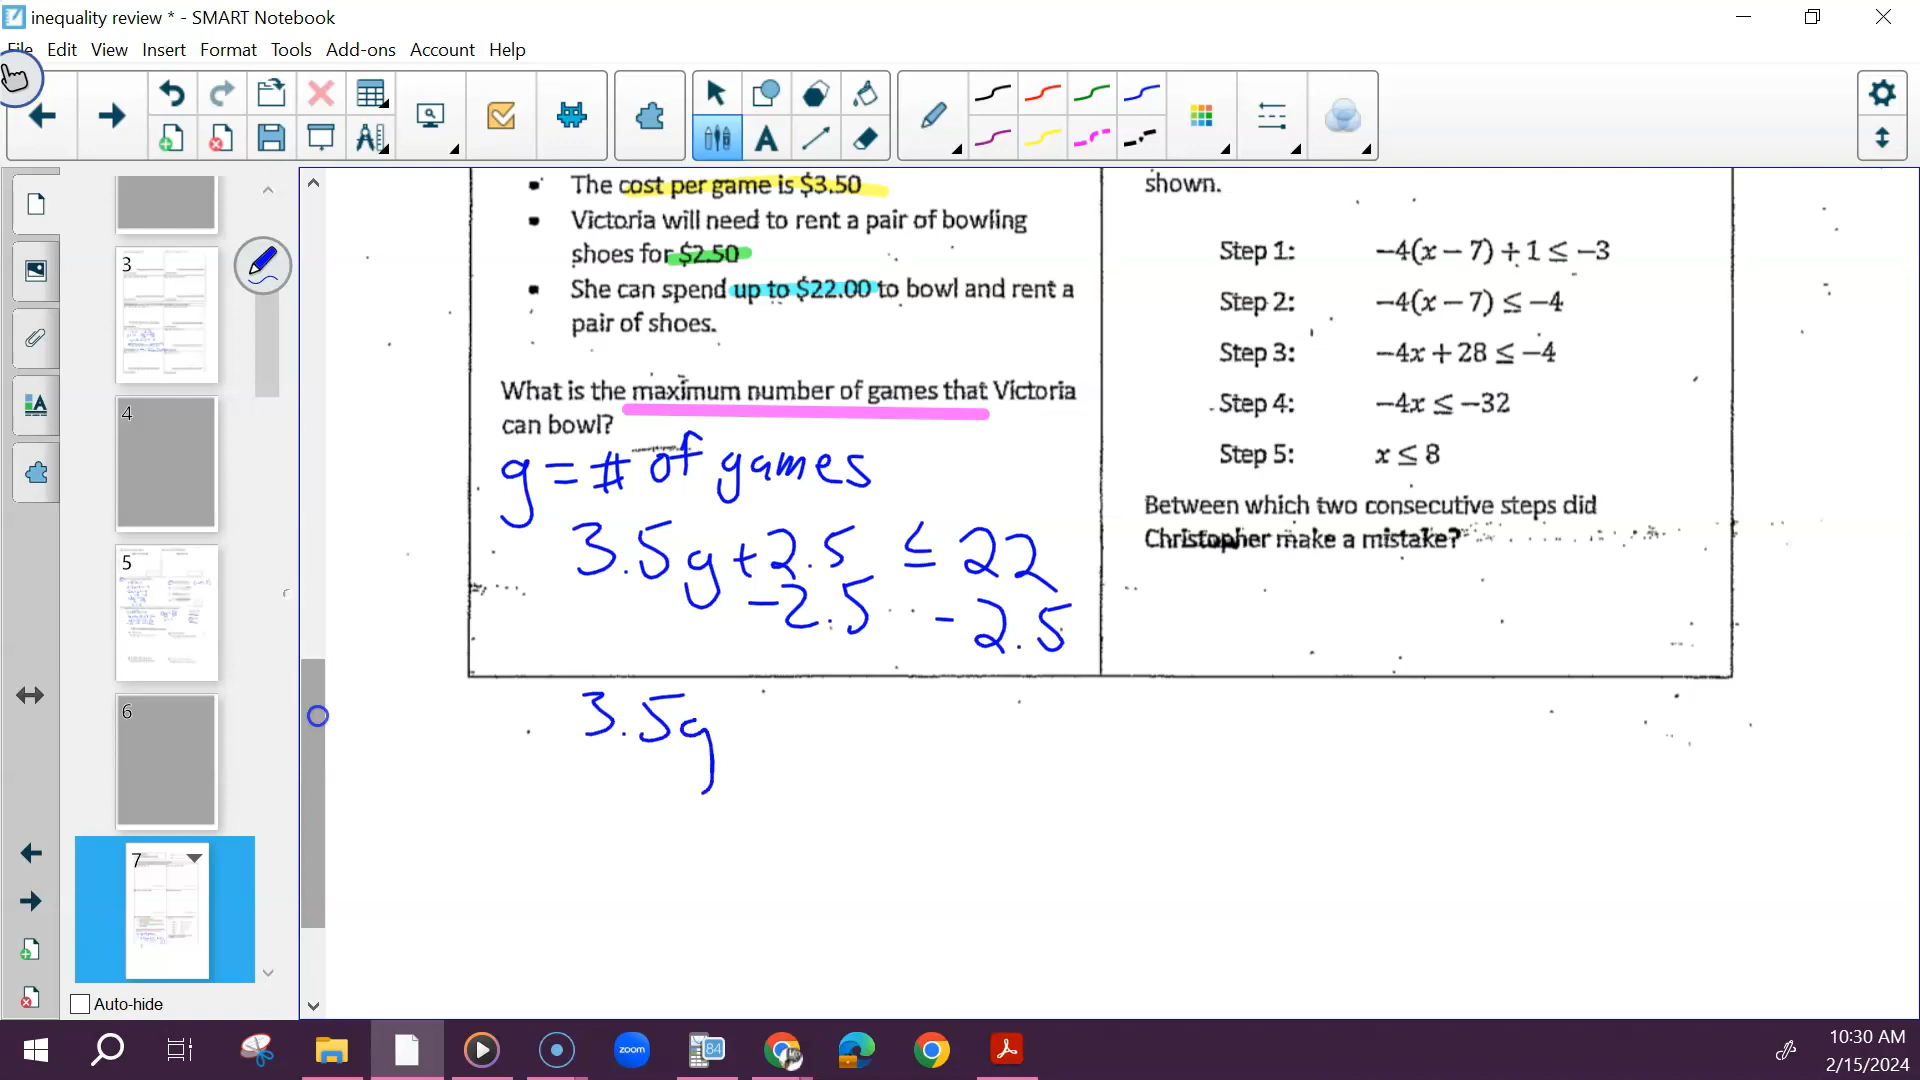 inequality review * - SMART Notebook
File Edit View Insert Format Tools Add-ons Account Help
3
4
5
6
7
Auto-hide
The cost per game is $3.50
Victoria will need to rent a pair of bowling
shoes for $2.50
She can spend up to $22.00 to bowl and rent a
pair of shoes.
What is the maximum number of games that Victoria
can bowl?
g = # of games
3.5g + 2.5 ≤ 22
-2.5 -2.5
3.5g
shown.
Step 1: −4(x − 7) + 1 ≤ −3
Step 2: −4(x − 7) ≤ −4
Step 3: −4x + 28 ≤ −4
Step 4: −4x ≤ −32
Step 5: x ≤ 8
Between which two consecutive steps did
Christopher make a mistake?
zoom
84
10:30 AM
2/15/2024